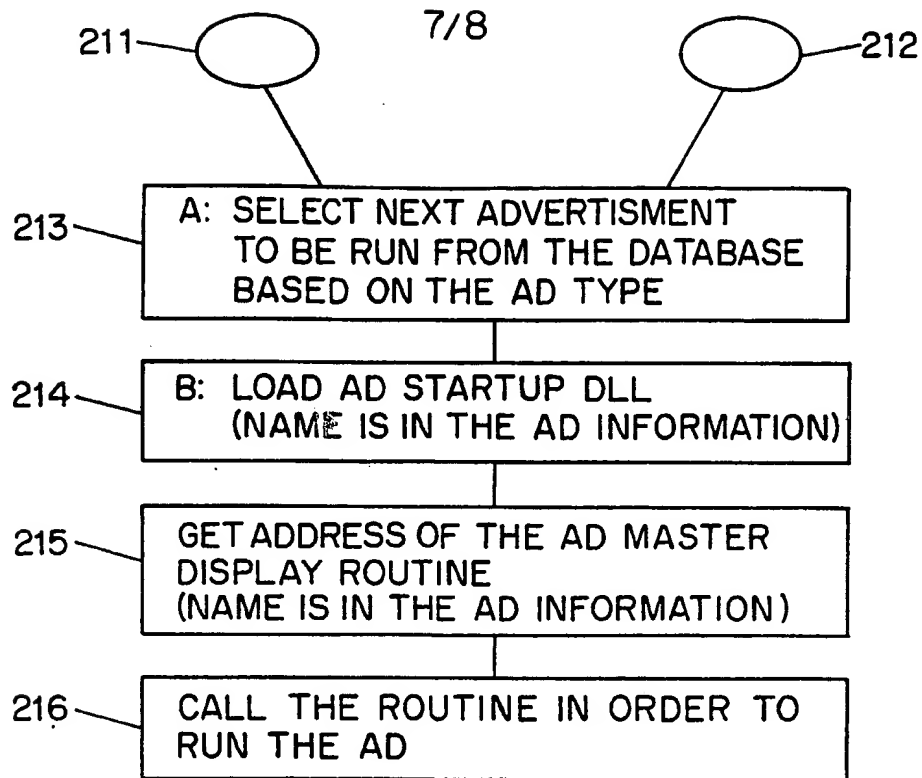 7/8
211
212
213
A: SELECT NEXT ADVERTISMENT
TO BE RUN FROM THE DATABASE
BASED ON THE AD TYPE
214
B: LOAD AD STARTUP DLL
(NAME IS IN THE AD INFORMATION)
215
GET ADDRESS OF THE AD MASTER
DISPLAY ROUTINE
(NAME IS IN THE AD INFORMATION)
216
CALL THE ROUTINE IN ORDER TO
RUN THE AD